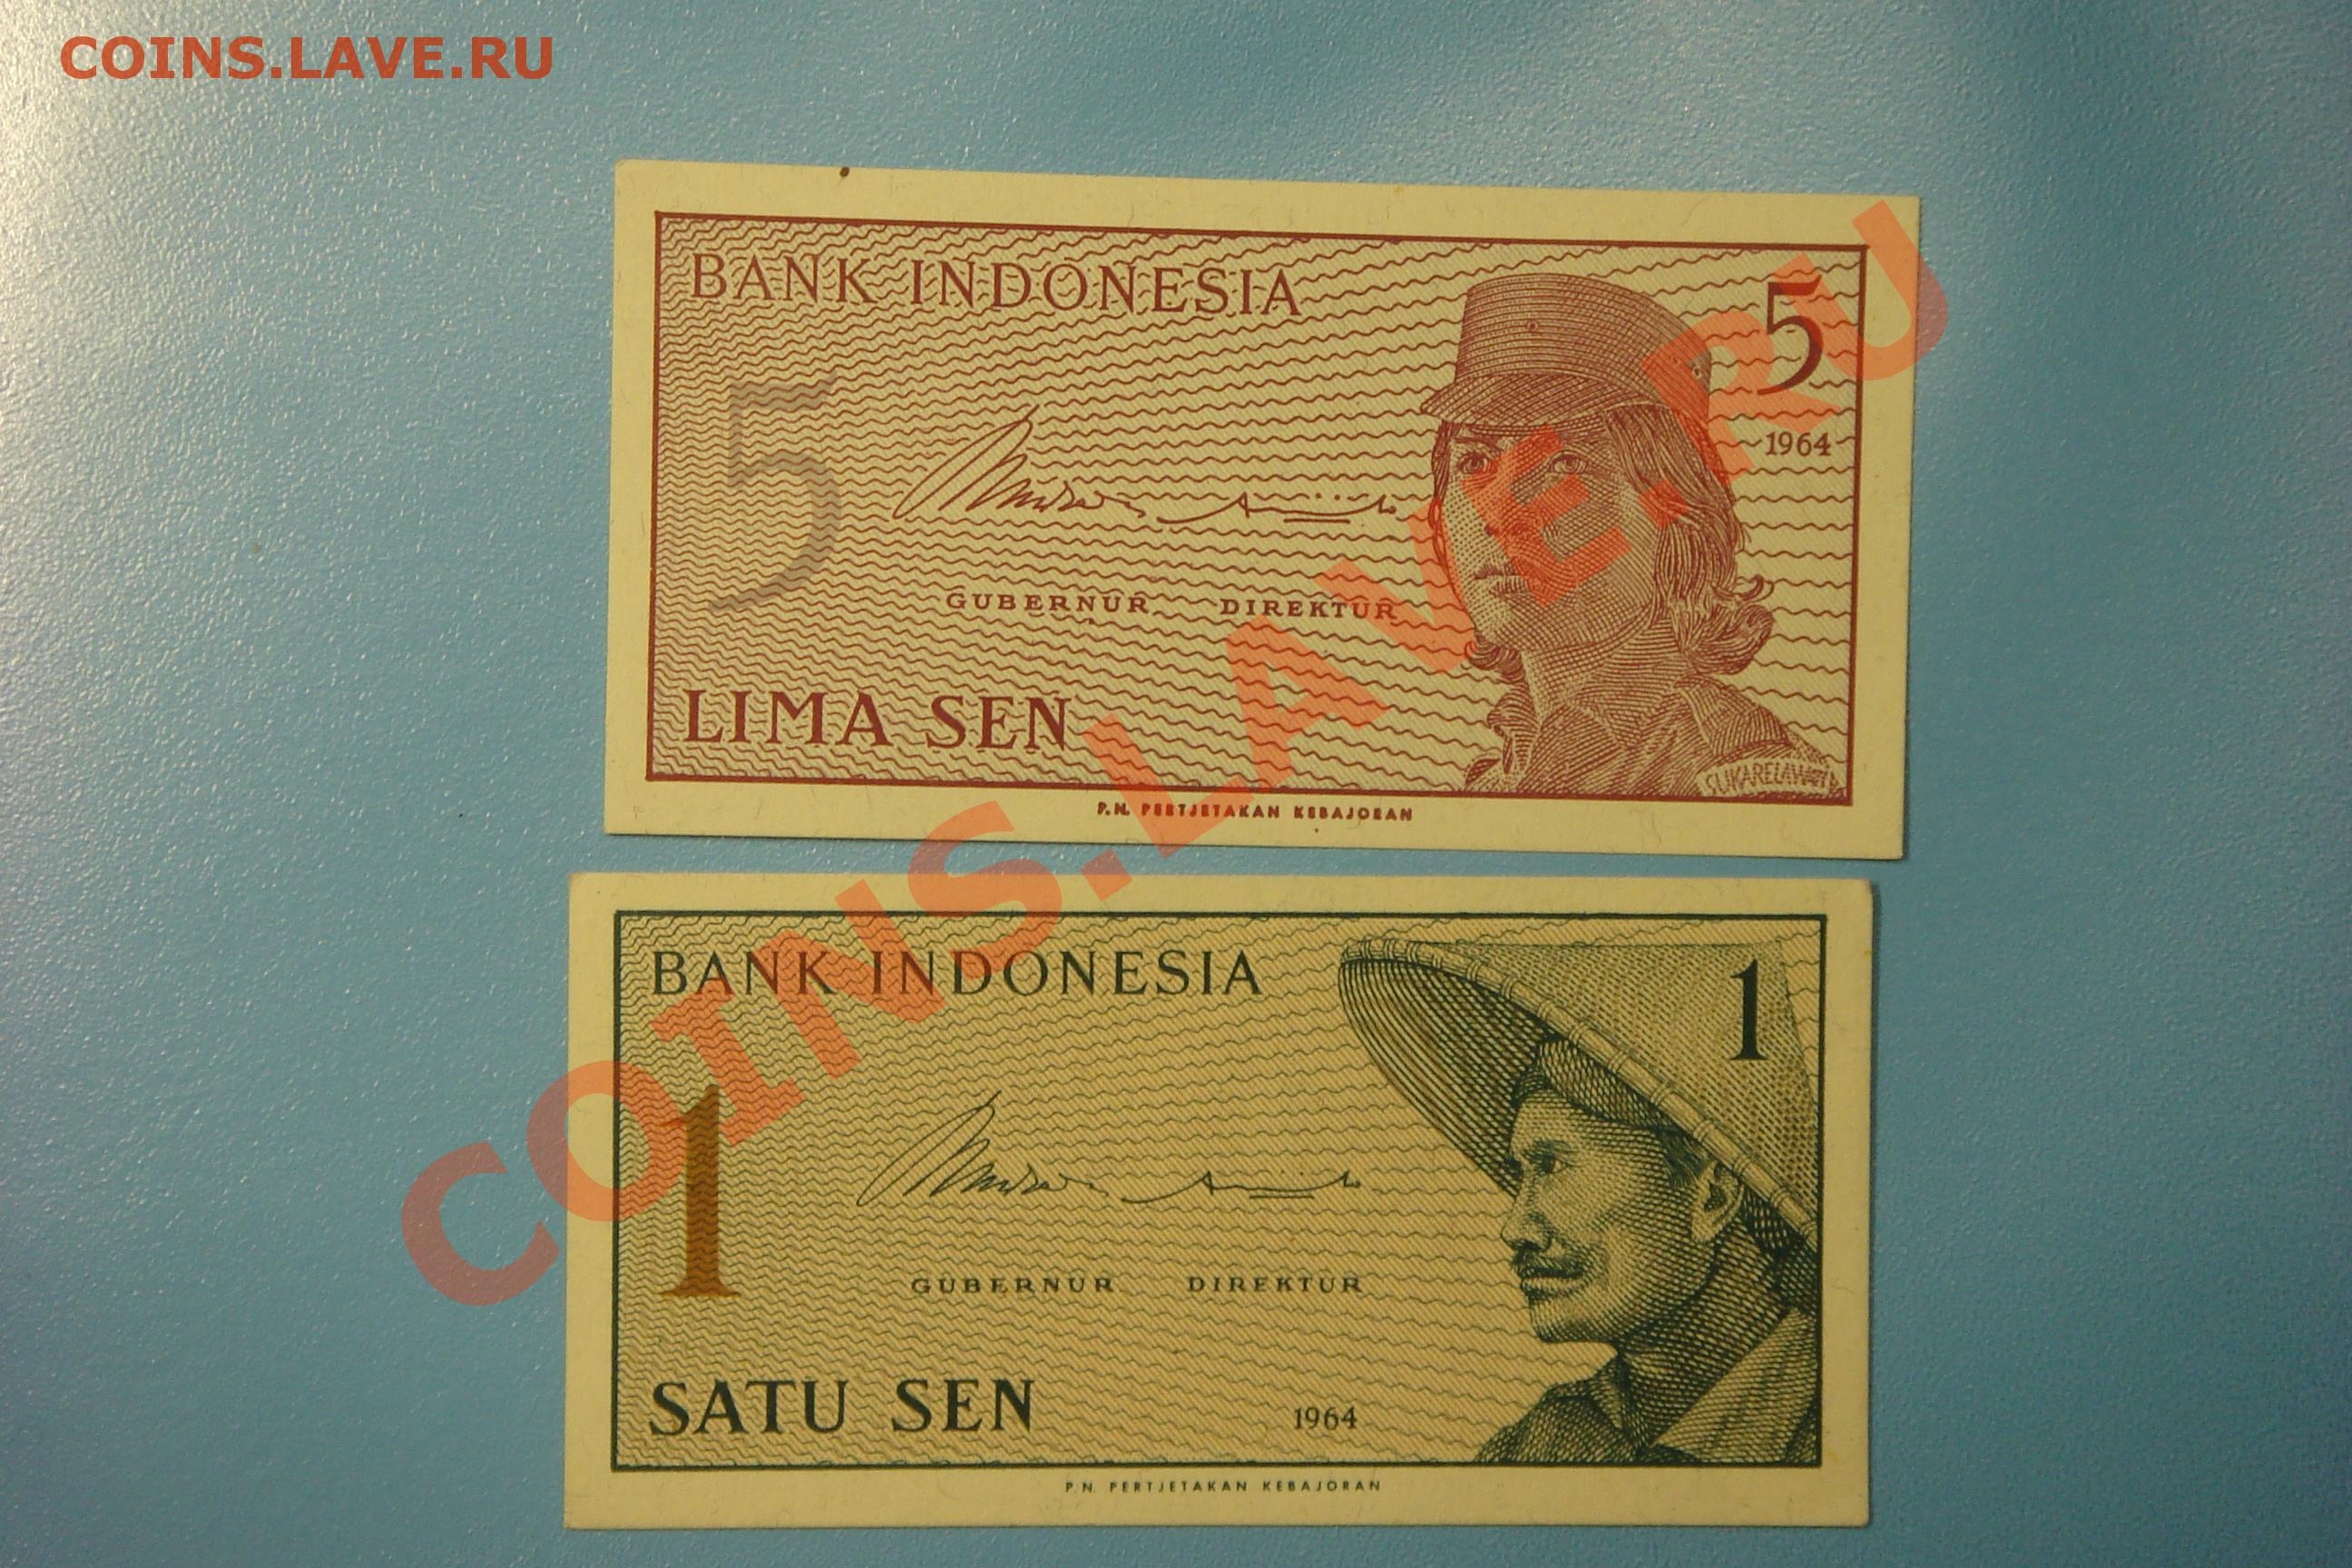 COINS.LAVE.RU
BANK INDONESIA
5
1964
5
GUBERNUR DIREKTUR
LIMA SEN
SUKARELAWATI
P.N. PERTJETAKAN KEBAJORAN
COINS.LAVE.RU
BANK INDONESIA
1
1
GUBERNUR DIREKTUR
SATU SEN
1964
P.N. PERTJETAKAN KEBAJORAN